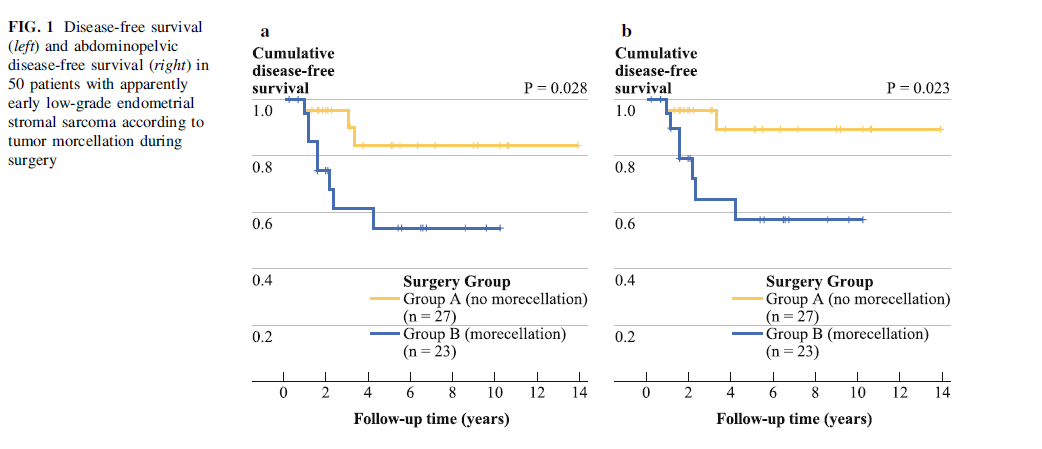 FIG. 1 Disease-free survival
(left) and abdominopelvic
disease-free survival (right) in
50 patients with apparently
early low-grade endometrial
stromal sarcoma according to
tumor morcellation during
surgery
a
Cumulative
disease-free
survival
P = 0.028
1.0
0.8
0.6
0.4
0.2
Surgery Group
Group A (no morecellation)
(n = 27)
Group B (morecellation)
(n = 23)
0 2 4 6 8 10 12 14
Follow-up time (years)
b
Cumulative
disease-free
survival
P = 0.023
1.0
0.8
0.6
0.4
0.2
Surgery Group
Group A (no morecellation)
(n = 27)
Group B (morecellation)
(n = 23)
0 2 4 6 8 10 12 14
Follow-up time (years)